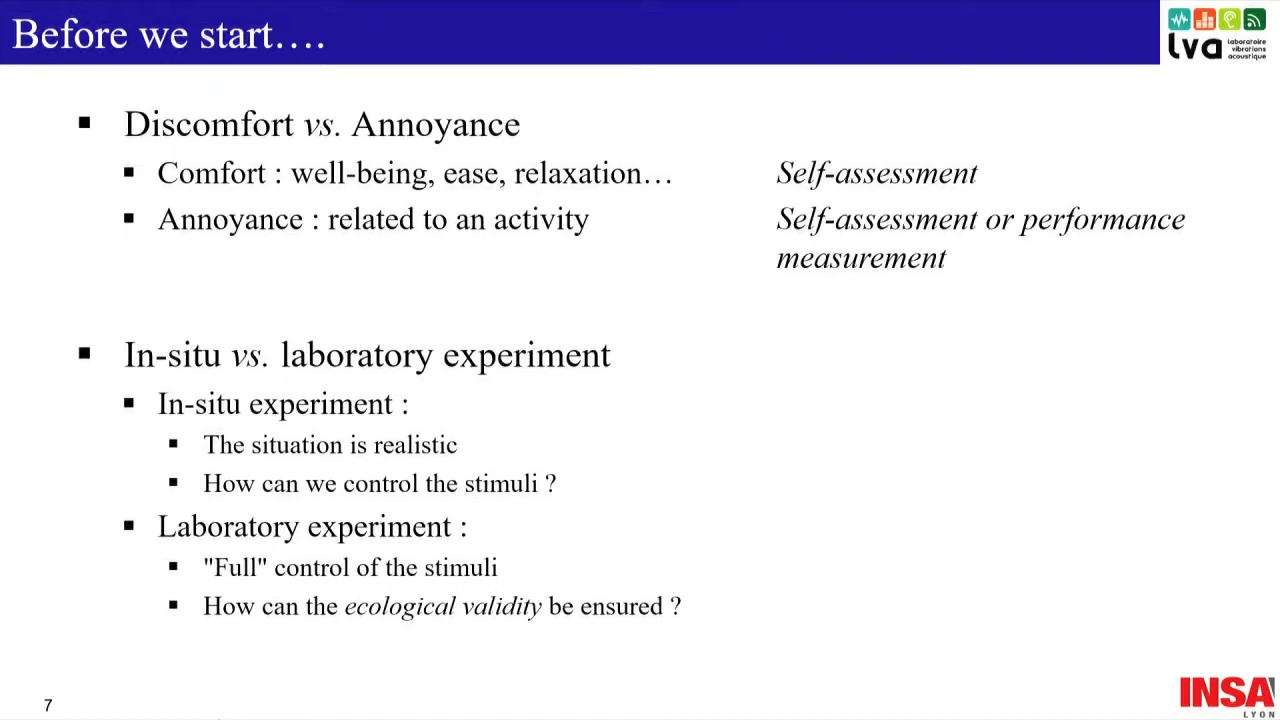 Before we start....
lva laboratoire vibrations acoustique
Discomfort vs. Annoyance
Comfort : well-being, ease, relaxation… Self-assessment
Annoyance : related to an activity Self-assessment or performance
measurement
In-situ vs. laboratory experiment
In-situ experiment :
The situation is realistic
How can we control the stimuli ?
Laboratory experiment :
"Full" control of the stimuli
How can the ecological validity be ensured ?
7
INSA
LYON